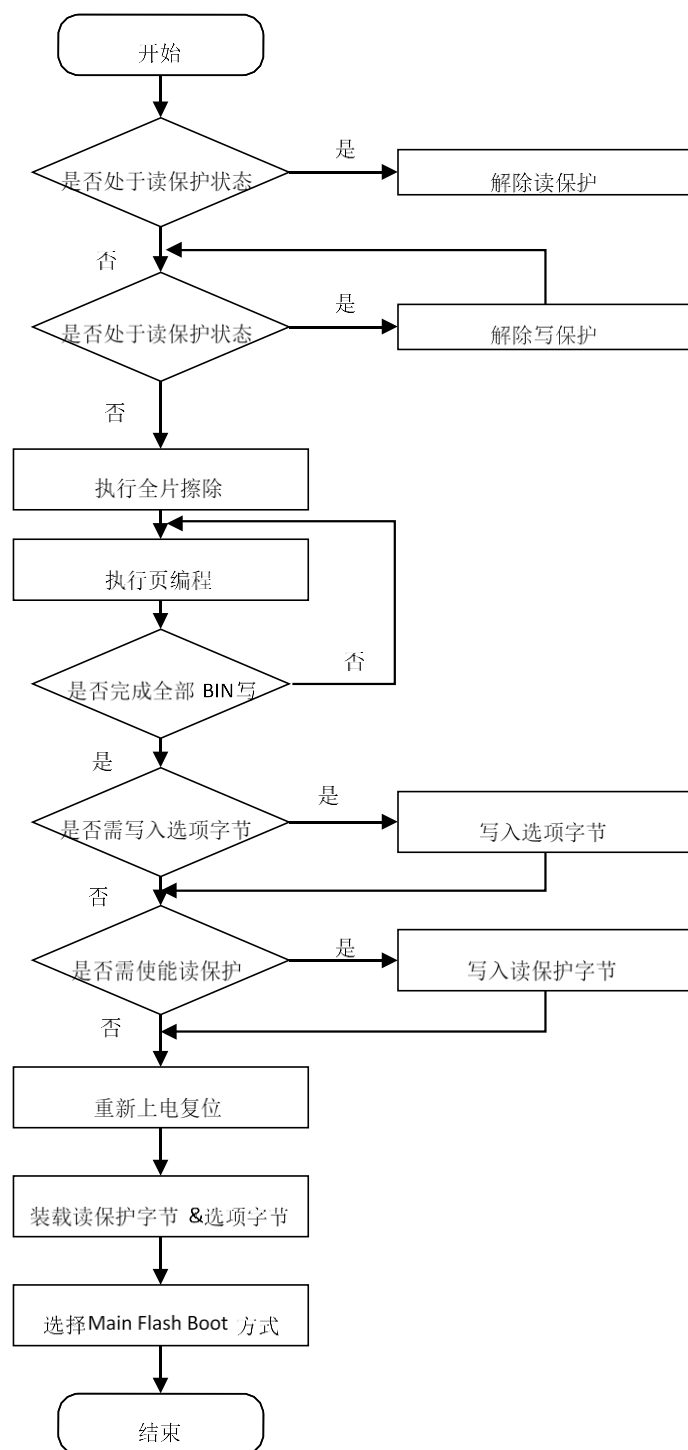 开始
是否处于读保护状态
是
解除读保护
否
是否处于读保护状态
是
解除写保护
否
执行全片擦除
执行页编程
是否完成全部 BIN写
否
是
是否需写入选项字节
是
写入选项字节
否
是否需使能读保护
是
写入读保护字节
否
重新上电复位
装载读保护字节 &选项字节
选择Main Flash Boot 方式
结束